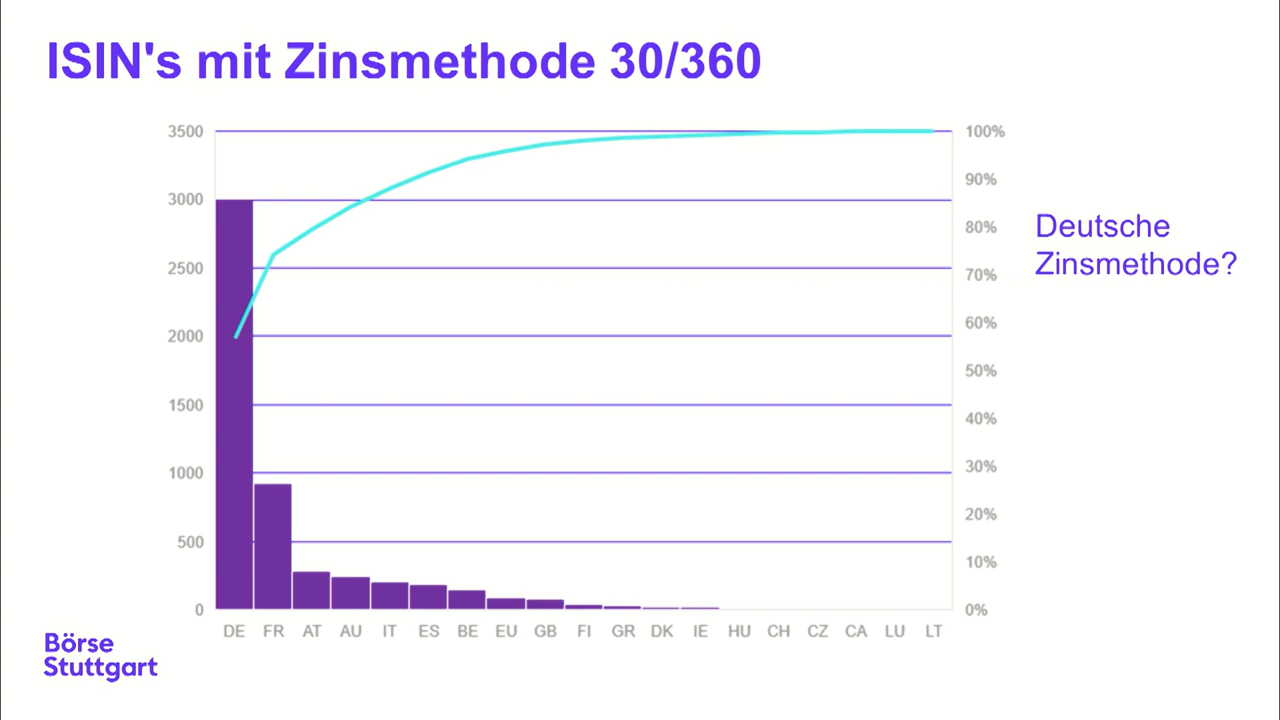 ISIN's mit Zinsmethode 30/360
3500 100%
90%
3000
80%
2500
70%
2000 60%
50%
1500
40%
1000 30%
20%
500
10%
0 0%
DE FR AT AU IT ES BE EU GB FI GR DK IE HU CH CZ CA LU LT
Deutsche
Zinsmethode?
Börse
Stuttgart